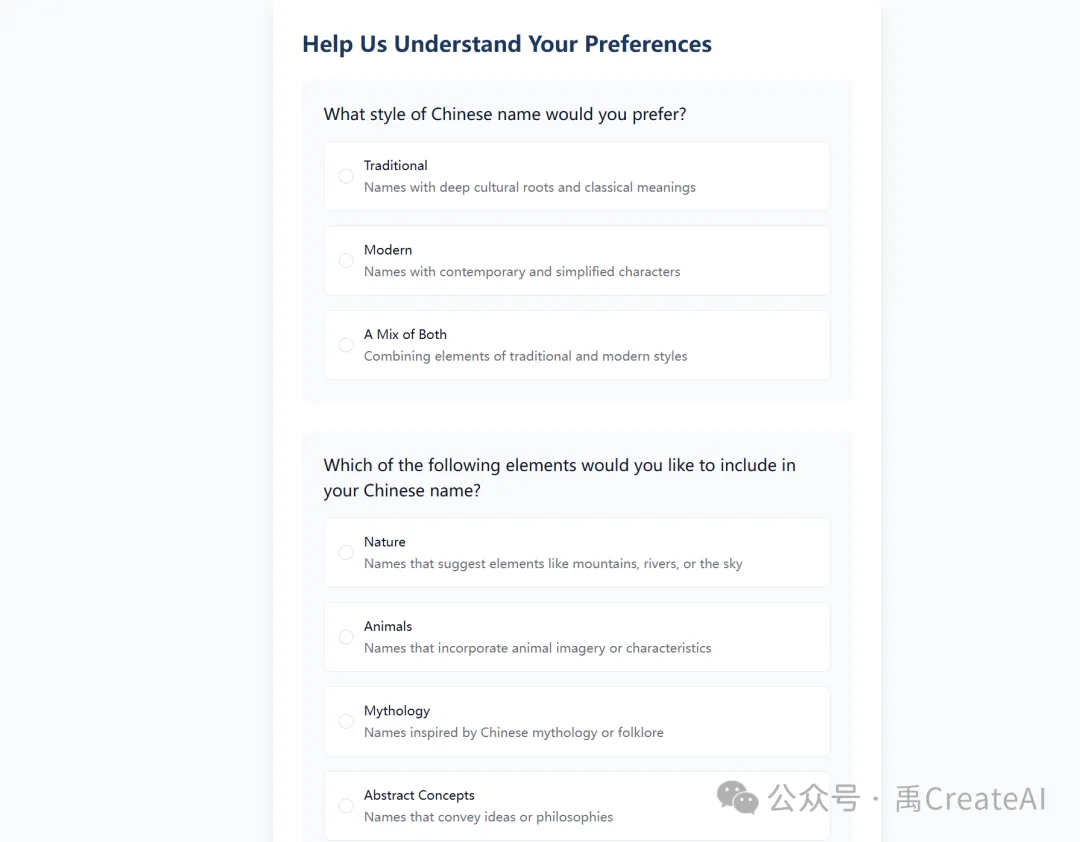 Help Us Understand Your Preferences
What style of Chinese name would you prefer?
Traditional
Names with deep cultural roots and classical meanings
Modern
Names with contemporary and simplified characters
A Mix of Both
Combining elements of traditional and modern styles
Which of the following elements would you like to include in
your Chinese name?
Nature
Names that suggest elements like mountains, rivers, or the sky
Animals
Names that incorporate animal imagery or characteristics
Mythology
Names inspired by Chinese mythology or folklore
Abstract Concepts
Names that convey ideas or philosophies
公众号 · 禹CreateAI